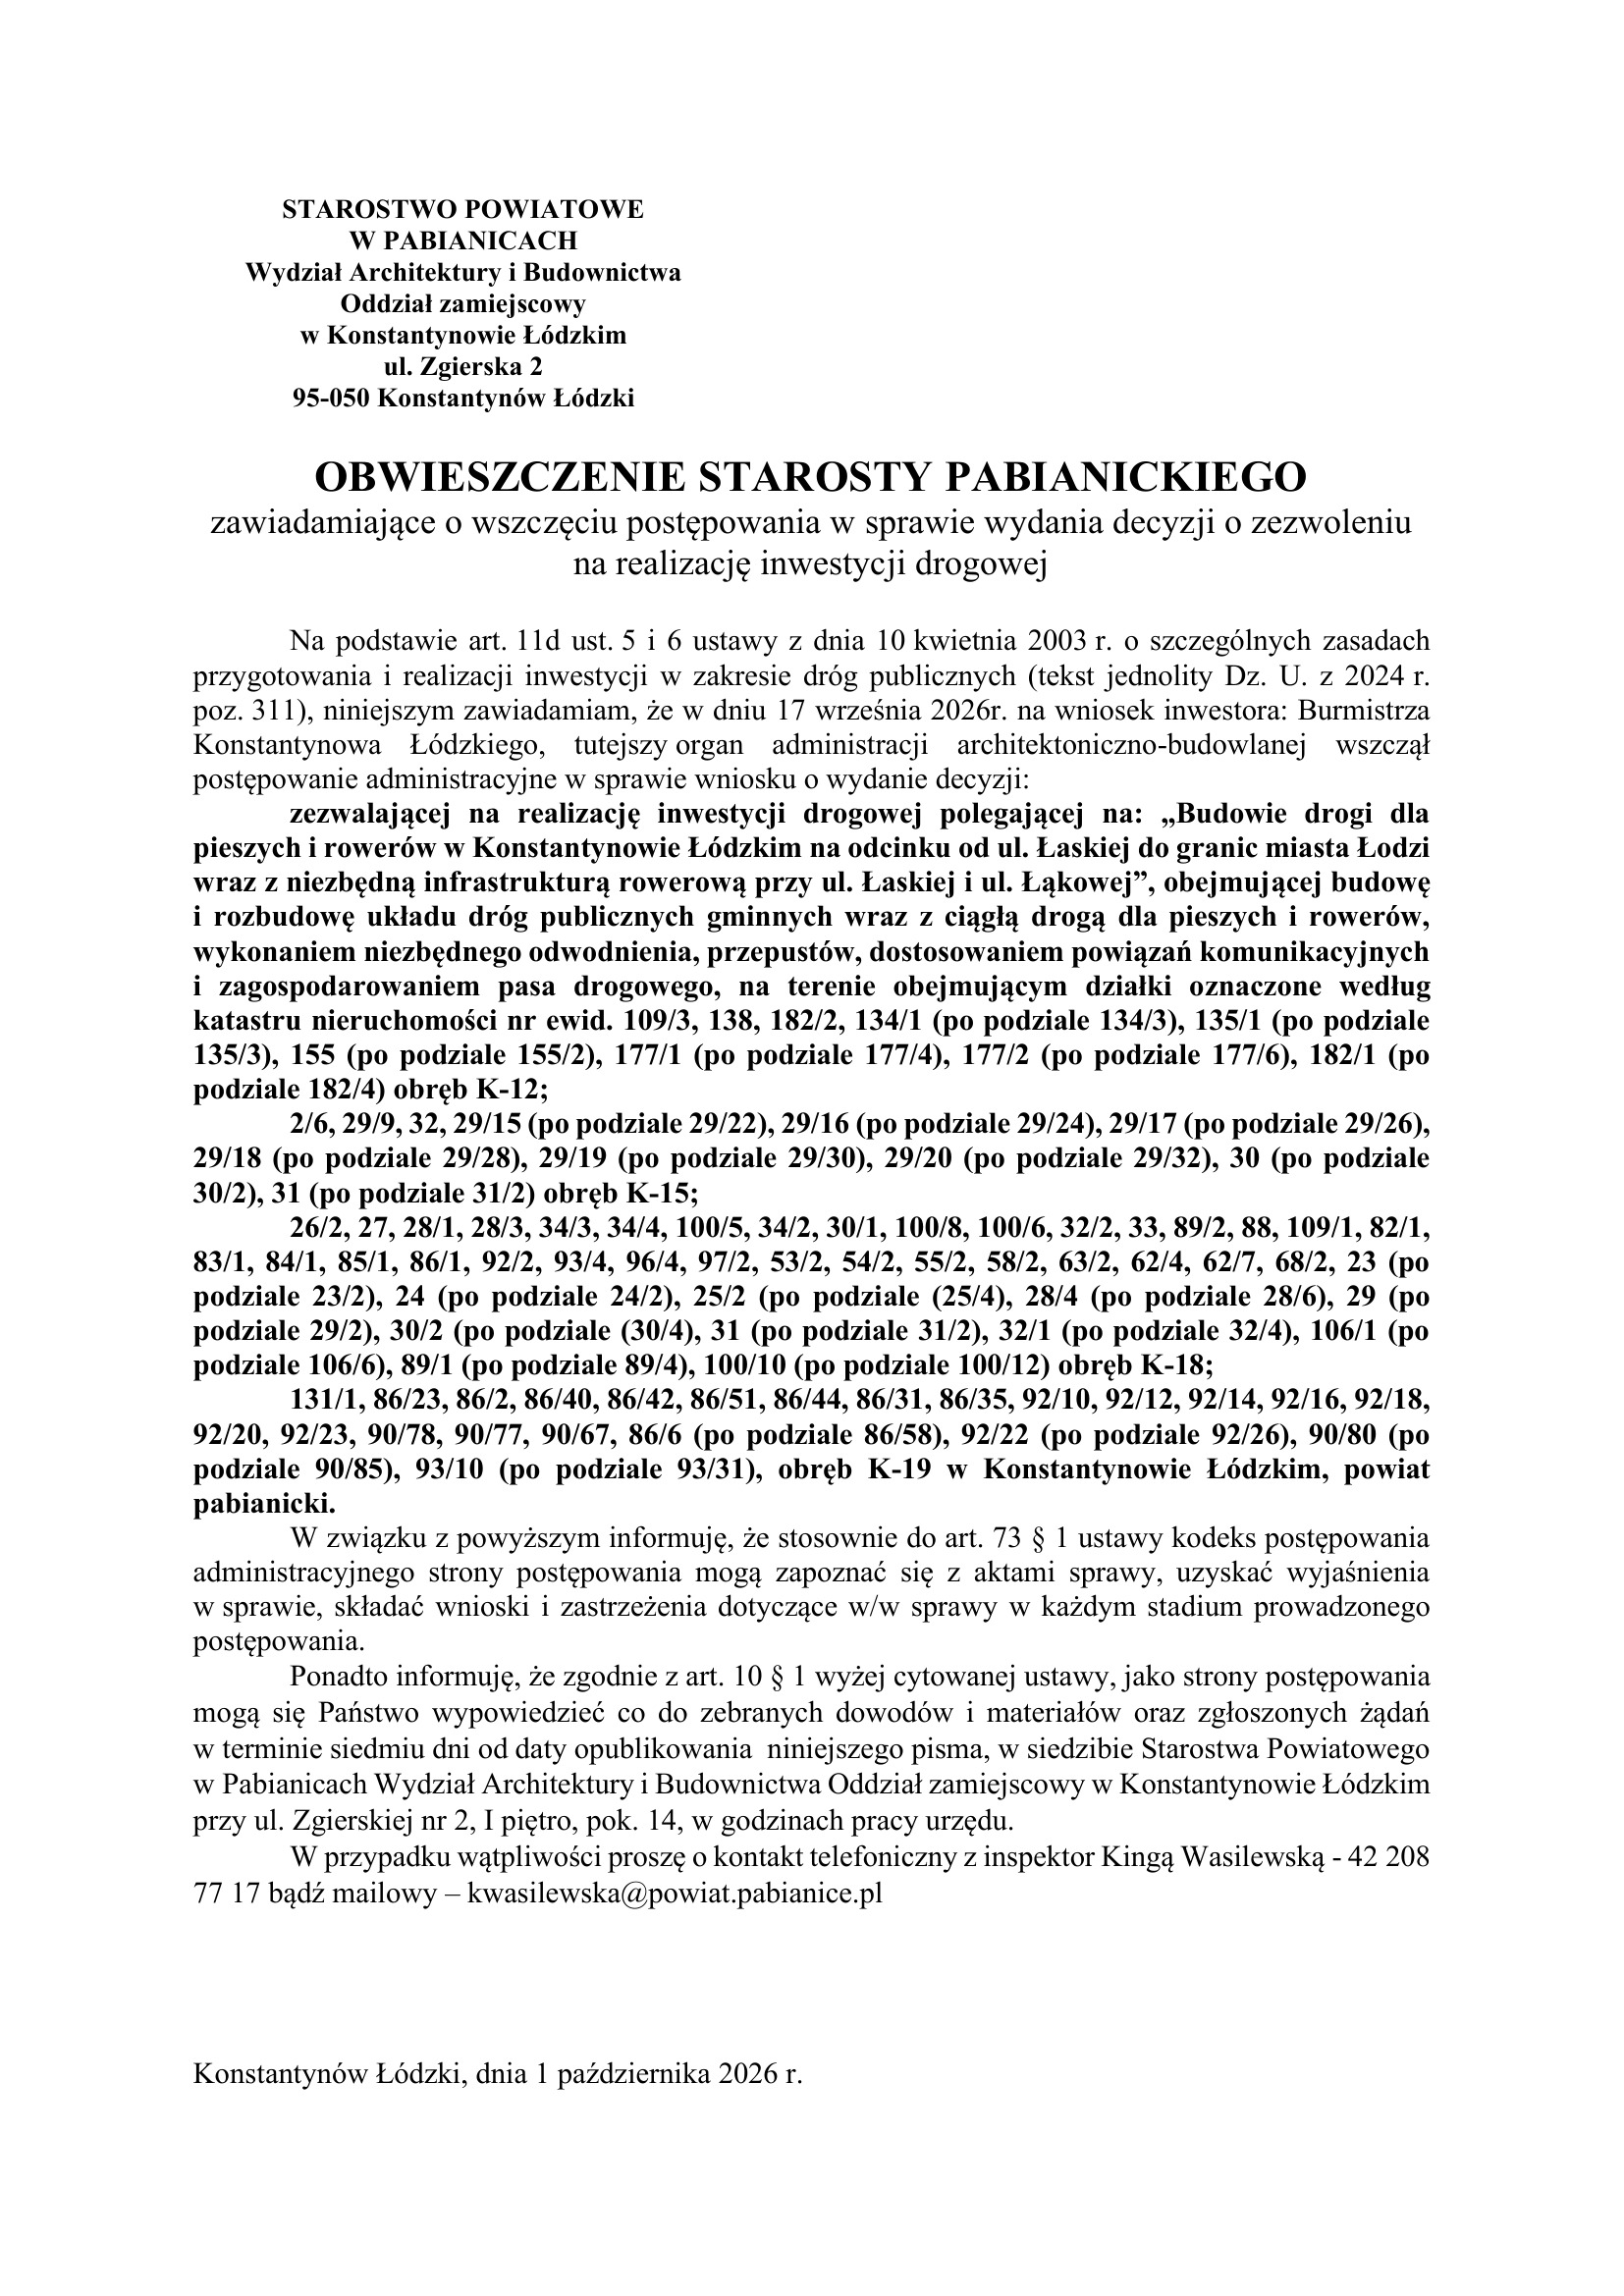 STAROSTWO POWIATOWE
W PABIANICACH
Wydział Architektury i Budownictwa
Oddział zamiejscowy
w Konstantynowie Łódzkim
ul. Zgierska 2
95-050 Konstantynów Łódzki
OBWIESZCZENIE STAROSTY PABIANICKIEGO
zawiadamiające o wszczęciu postępowania w sprawie wydania decyzji o zezwoleniu
na realizację inwestycji drogowej
Na podstawie art. 11d ust. 5 i 6 ustawy z dnia 10 kwietnia 2003 r. o szczególnych zasadach
przygotowania i realizacji inwestycji w zakresie dróg publicznych (tekst jednolity Dz. U. z 2024 r.
poz. 311), niniejszym zawiadamiam, że w dniu 17 września 2026r. na wniosek inwestora: Burmistrza
Konstantynowa Łódzkiego, tutejszy organ administracji architektoniczno-budowlanej wszczął
postępowanie administracyjne w sprawie wniosku o wydanie decyzji:
zezwalającej na realizację inwestycji drogowej polegającej na: „Budowie drogi dla
pieszych i rowerów w Konstantynowie Łódzkim na odcinku od ul. Łaskiej do granic miasta Łodzi
wraz z niezbędną infrastrukturą rowerową przy ul. Łaskiej i ul. Łąkowej”, obejmującej budowę
i rozbudowę układu dróg publicznych gminnych wraz z ciągłą drogą dla pieszych i rowerów,
wykonaniem niezbędnego odwodnienia, przepustów, dostosowaniem powiązań komunikacyjnych
i zagospodarowaniem pasa drogowego, na terenie obejmującym działki oznaczone według
katastru nieruchomości nr ewid. 109/3, 138, 182/2, 134/1 (po podziale 134/3), 135/1 (po podziale
135/3), 155 (po podziale 155/2), 177/1 (po podziale 177/4), 177/2 (po podziale 177/6), 182/1 (po
podziale 182/4) obręb K-12;
2/6, 29/9, 32, 29/15 (po podziale 29/22), 29/16 (po podziale 29/24), 29/17 (po podziale 29/26),
29/18 (po podziale 29/28), 29/19 (po podziale 29/30), 29/20 (po podziale 29/32), 30 (po podziale
30/2), 31 (po podziale 31/2) obręb K-15;
26/2, 27, 28/1, 28/3, 34/3, 34/4, 100/5, 34/2, 30/1, 100/8, 100/6, 32/2, 33, 89/2, 88, 109/1, 82/1,
83/1, 84/1, 85/1, 86/1, 92/2, 93/4, 96/4, 97/2, 53/2, 54/2, 55/2, 58/2, 63/2, 62/4, 62/7, 68/2, 23 (po
podziale 23/2), 24 (po podziale 24/2), 25/2 (po podziale (25/4), 28/4 (po podziale 28/6), 29 (po
podziale 29/2), 30/2 (po podziale (30/4), 31 (po podziale 31/2), 32/1 (po podziale 32/4), 106/1 (po
podziale 106/6), 89/1 (po podziale 89/4), 100/10 (po podziale 100/12) obręb K-18;
131/1, 86/23, 86/2, 86/40, 86/42, 86/51, 86/44, 86/31, 86/35, 92/10, 92/12, 92/14, 92/16, 92/18,
92/20, 92/23, 90/78, 90/77, 90/67, 86/6 (po podziale 86/58), 92/22 (po podziale 92/26), 90/80 (po
podziale 90/85), 93/10 (po podziale 93/31), obręb K-19 w Konstantynowie Łódzkim, powiat
pabianicki.
W związku z powyższym informuję, że stosownie do art. 73 § 1 ustawy kodeks postępowania
administracyjnego strony postępowania mogą zapoznać się z aktami sprawy, uzyskać wyjaśnienia
w sprawie, składać wnioski i zastrzeżenia dotyczące w/w sprawy w każdym stadium prowadzonego
postępowania.
Ponadto informuję, że zgodnie z art. 10 § 1 wyżej cytowanej ustawy, jako strony postępowania
mogą się Państwo wypowiedzieć co do zebranych dowodów i materiałów oraz zgłoszonych żądań
w terminie siedmiu dni od daty opublikowania niniejszego pisma, w siedzibie Starostwa Powiatowego
w Pabianicach Wydział Architektury i Budownictwa Oddział zamiejscowy w Konstantynowie Łódzkim
przy ul. Zgierskiej nr 2, I piętro, pok. 14, w godzinach pracy urzędu.
W przypadku wątpliwości proszę o kontakt telefoniczny z inspektor Kingą Wasilewską - 42 208
77 17 bądź mailowy – kwasilewska@powiat.pabianice.pl
Konstantynów Łódzki, dnia 1 października 2026 r.